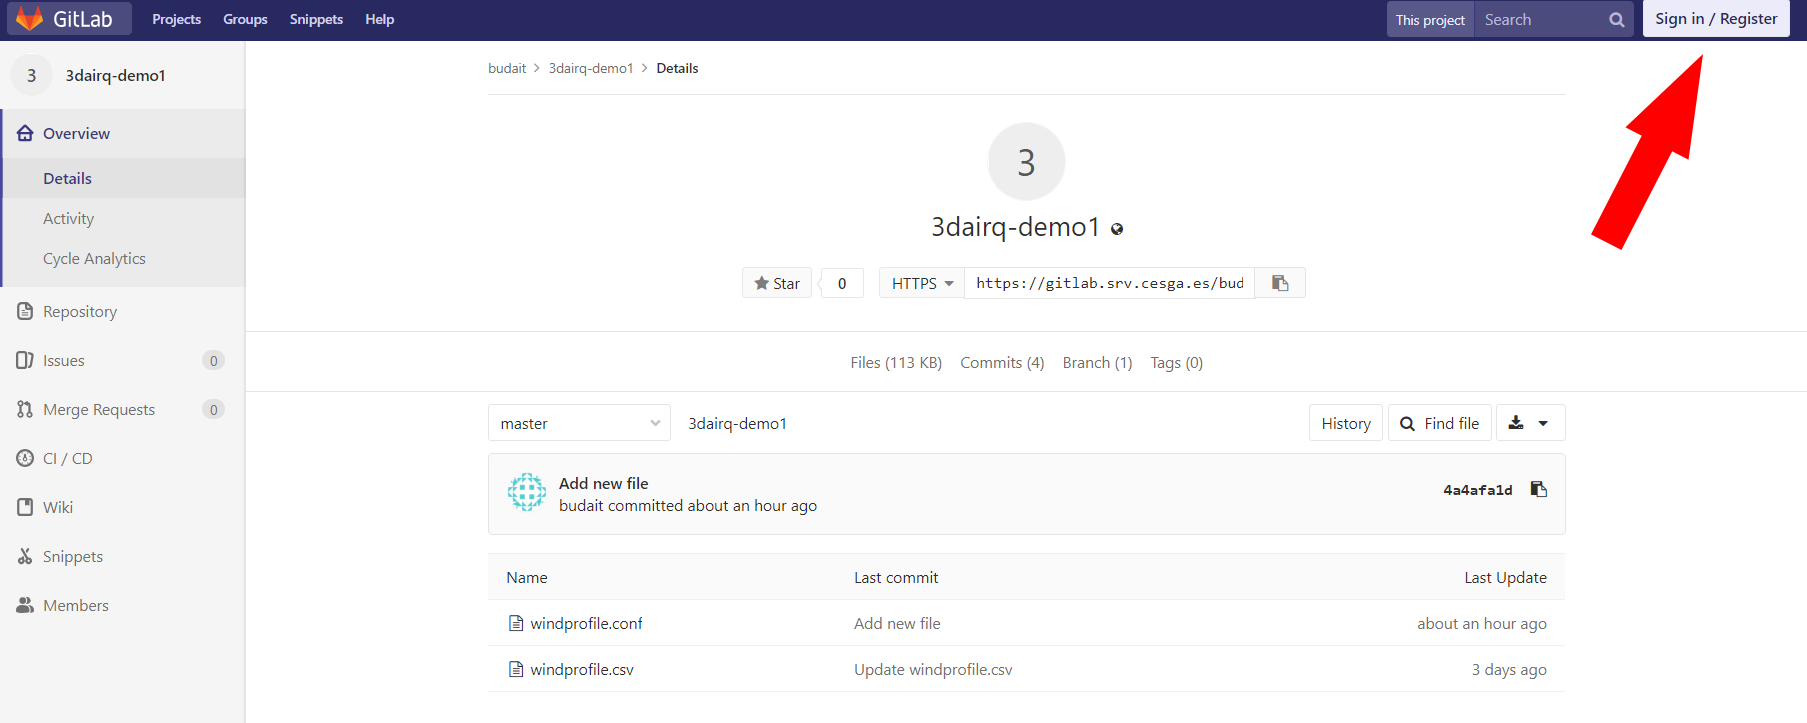 GitLab Projects Groups Snippets Help This project Search Sign in / Register
3 3dairq-demo1
Overview
Details
Activity
Cycle Analytics
Repository
Issues 0
Merge Requests 0
CI / CD
Wiki
Snippets
Members
budait > 3dairq-demo1 > Details
3
3dairq-demo1
Star 0 HTTPS https://gitlab.srv.cesga.es/bud
Files (113 KB) Commits (4) Branch (1) Tags (0)
master 3dairq-demo1 History Find file
Add new file
budait committed about an hour ago
4a4afa1d
Name Last commit Last Update
windprofile.conf Add new file about an hour ago
windprofile.csv Update windprofile.csv 3 days ago